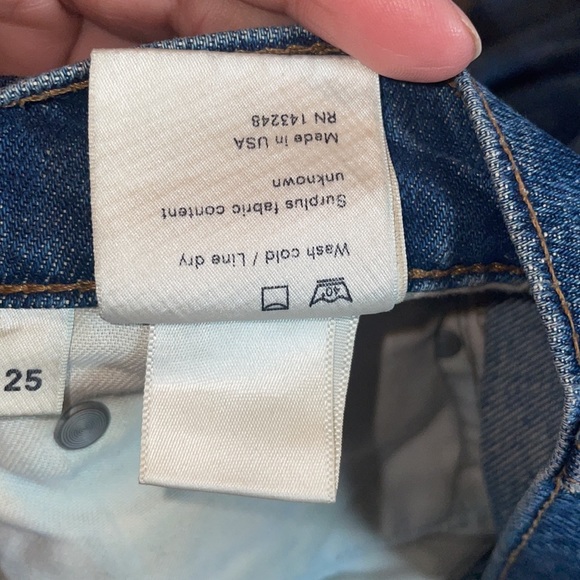 40°
Wash cold / Line dry
Surplus fabric content
unknown
Made in USA
RN 143248
25